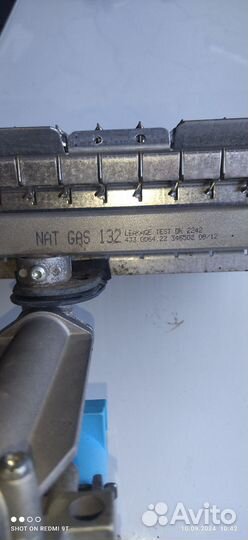 NAT GAS 132
LEAKAGE TEST OK 2242
433 0064 22 348502 08/12
SHOT ON REDMI 9T
10.09.2024 10:42
Avito